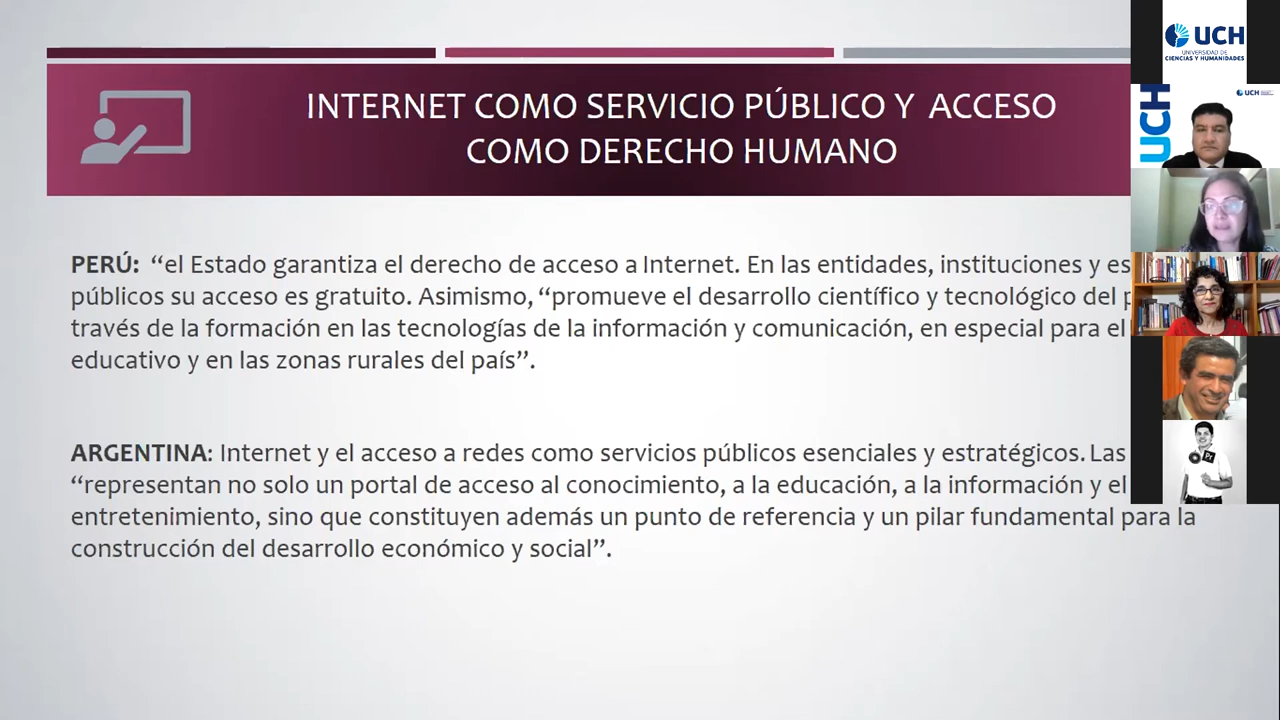 INTERNET COMO SERVICIO PÚBLICO Y ACCESO
COMO DERECHO HUMANO
PERÚ: “el Estado garantiza el derecho de acceso a Internet. En las entidades, instituciones y
públicos su acceso es gratuito. Asimismo, “promueve el desarrollo científico y tecnológico del
través de la formación en las tecnologías de la información y comunicación, en especial para el
educativo y en las zonas rurales del país”.
ARGENTINA: Internet y el acceso a redes como servicios públicos esenciales y estratégicos. Las
“representan no solo un portal de acceso al conocimiento, a la educación, a la información y el
entretenimiento, sino que constituyen además un punto de referencia y un pilar fundamental para la
construcción del desarrollo económico y social”.
UCH
UNIVERSIDAD DE
CIENCIAS Y HUMANIDADES
UCH
UCH
Pr